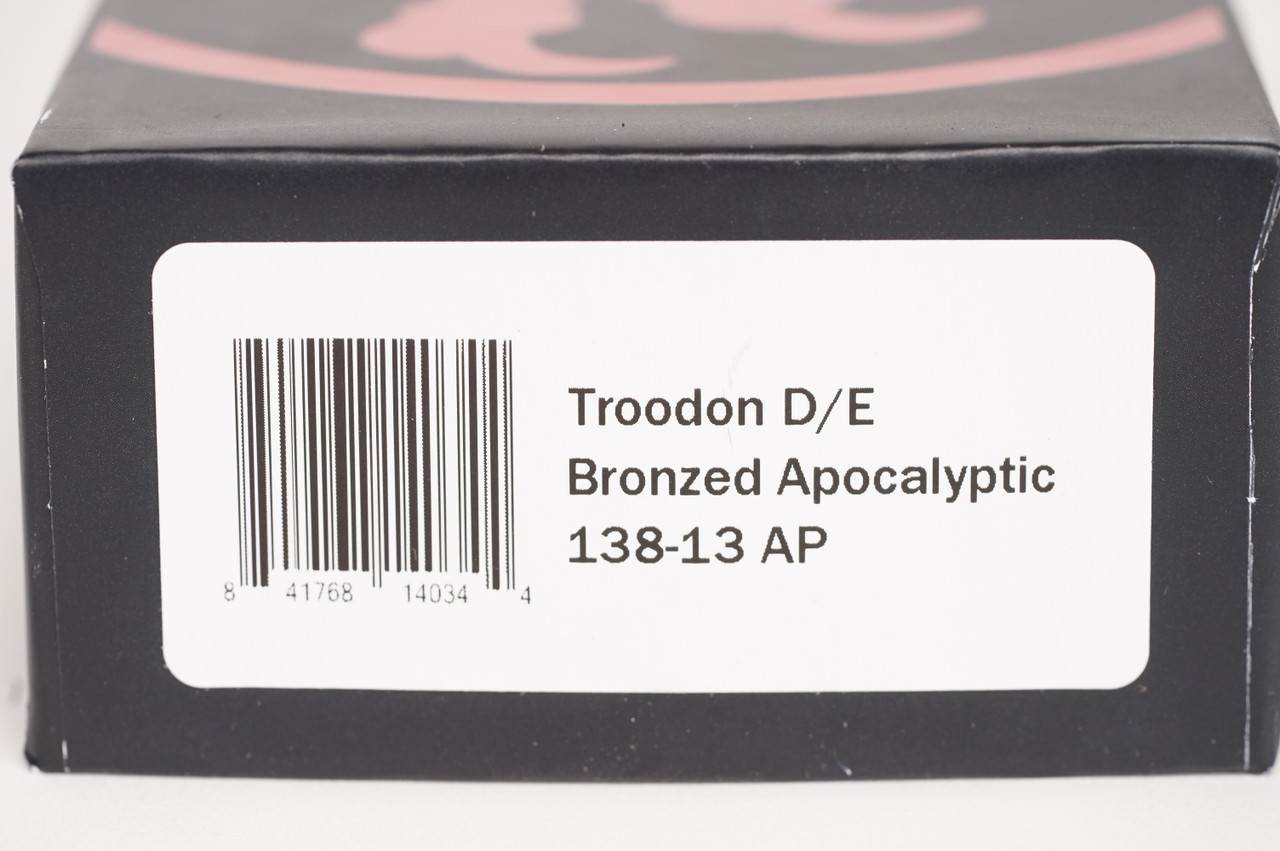 Troodon D/E
Bronzed Apocalyptic
138-13 AP
8 41768 14034 4